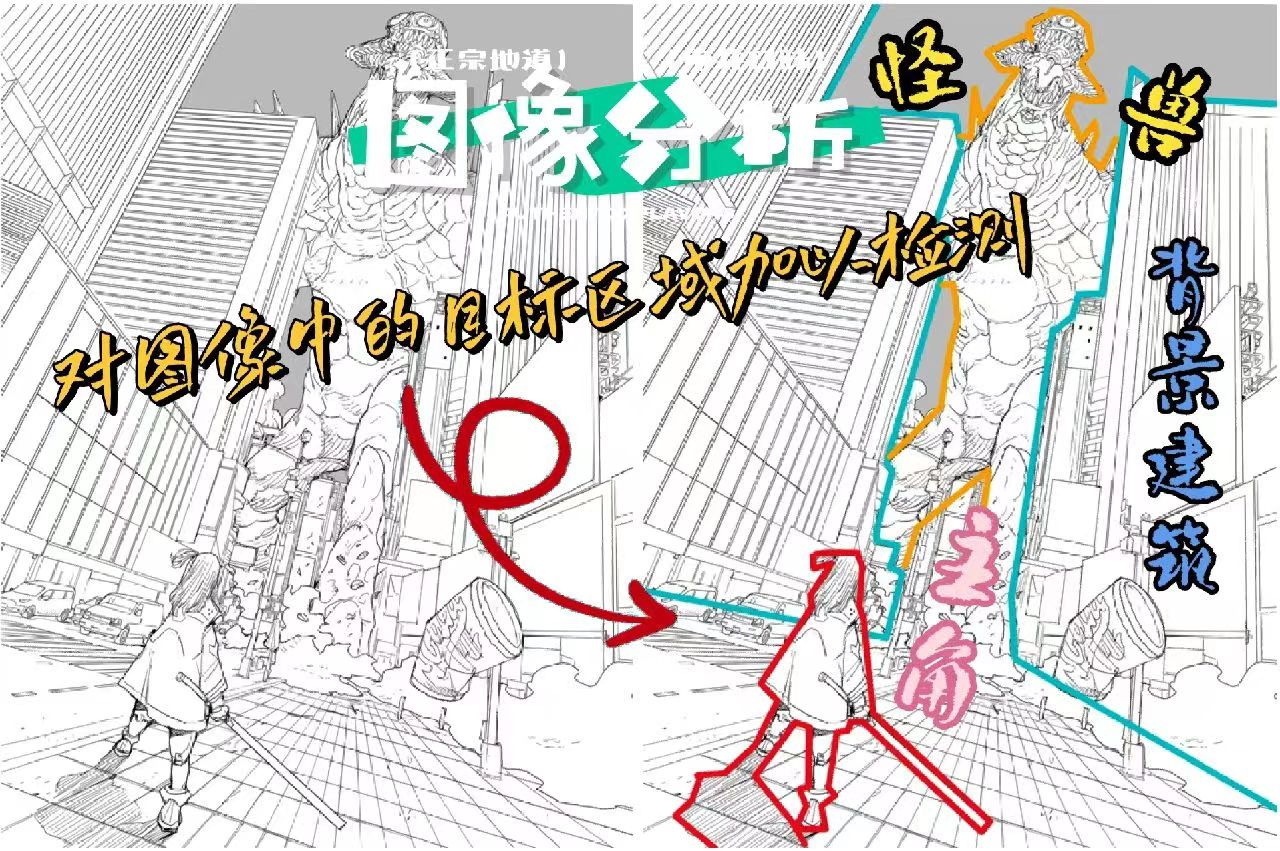 【正宗地道】
图像分析
对图像中的目标区域加以检测
怪兽
背景建筑
主角